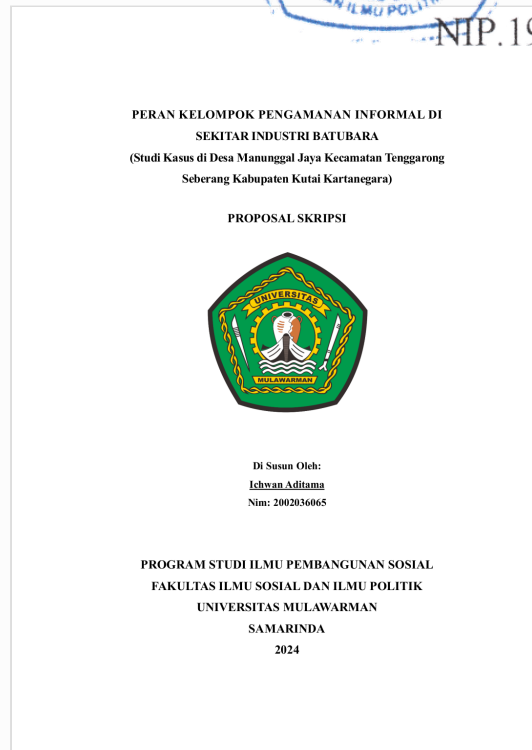 ILMU POLIT
NIP.19
PERAN KELOMPOK PENGAMANAN INFORMAL DI
SEKITAR INDUSTRI BATUBARA
(Studi Kasus di Desa Manunggal Jaya Kecamatan Tenggarong
Seberang Kabupaten Kutai Kartanegara)
PROPOSAL SKRIPSI
UNIVERSITAS
MULAWARMAN
Di Susun Oleh:
Ichwan Aditama
Nim: 2002036065
PROGRAM STUDI ILMU PEMBANGUNAN SOSIAL
FAKULTAS ILMU SOSIAL DAN ILMU POLITIK
UNIVERSITAS MULAWARMAN
SAMARINDA
2024